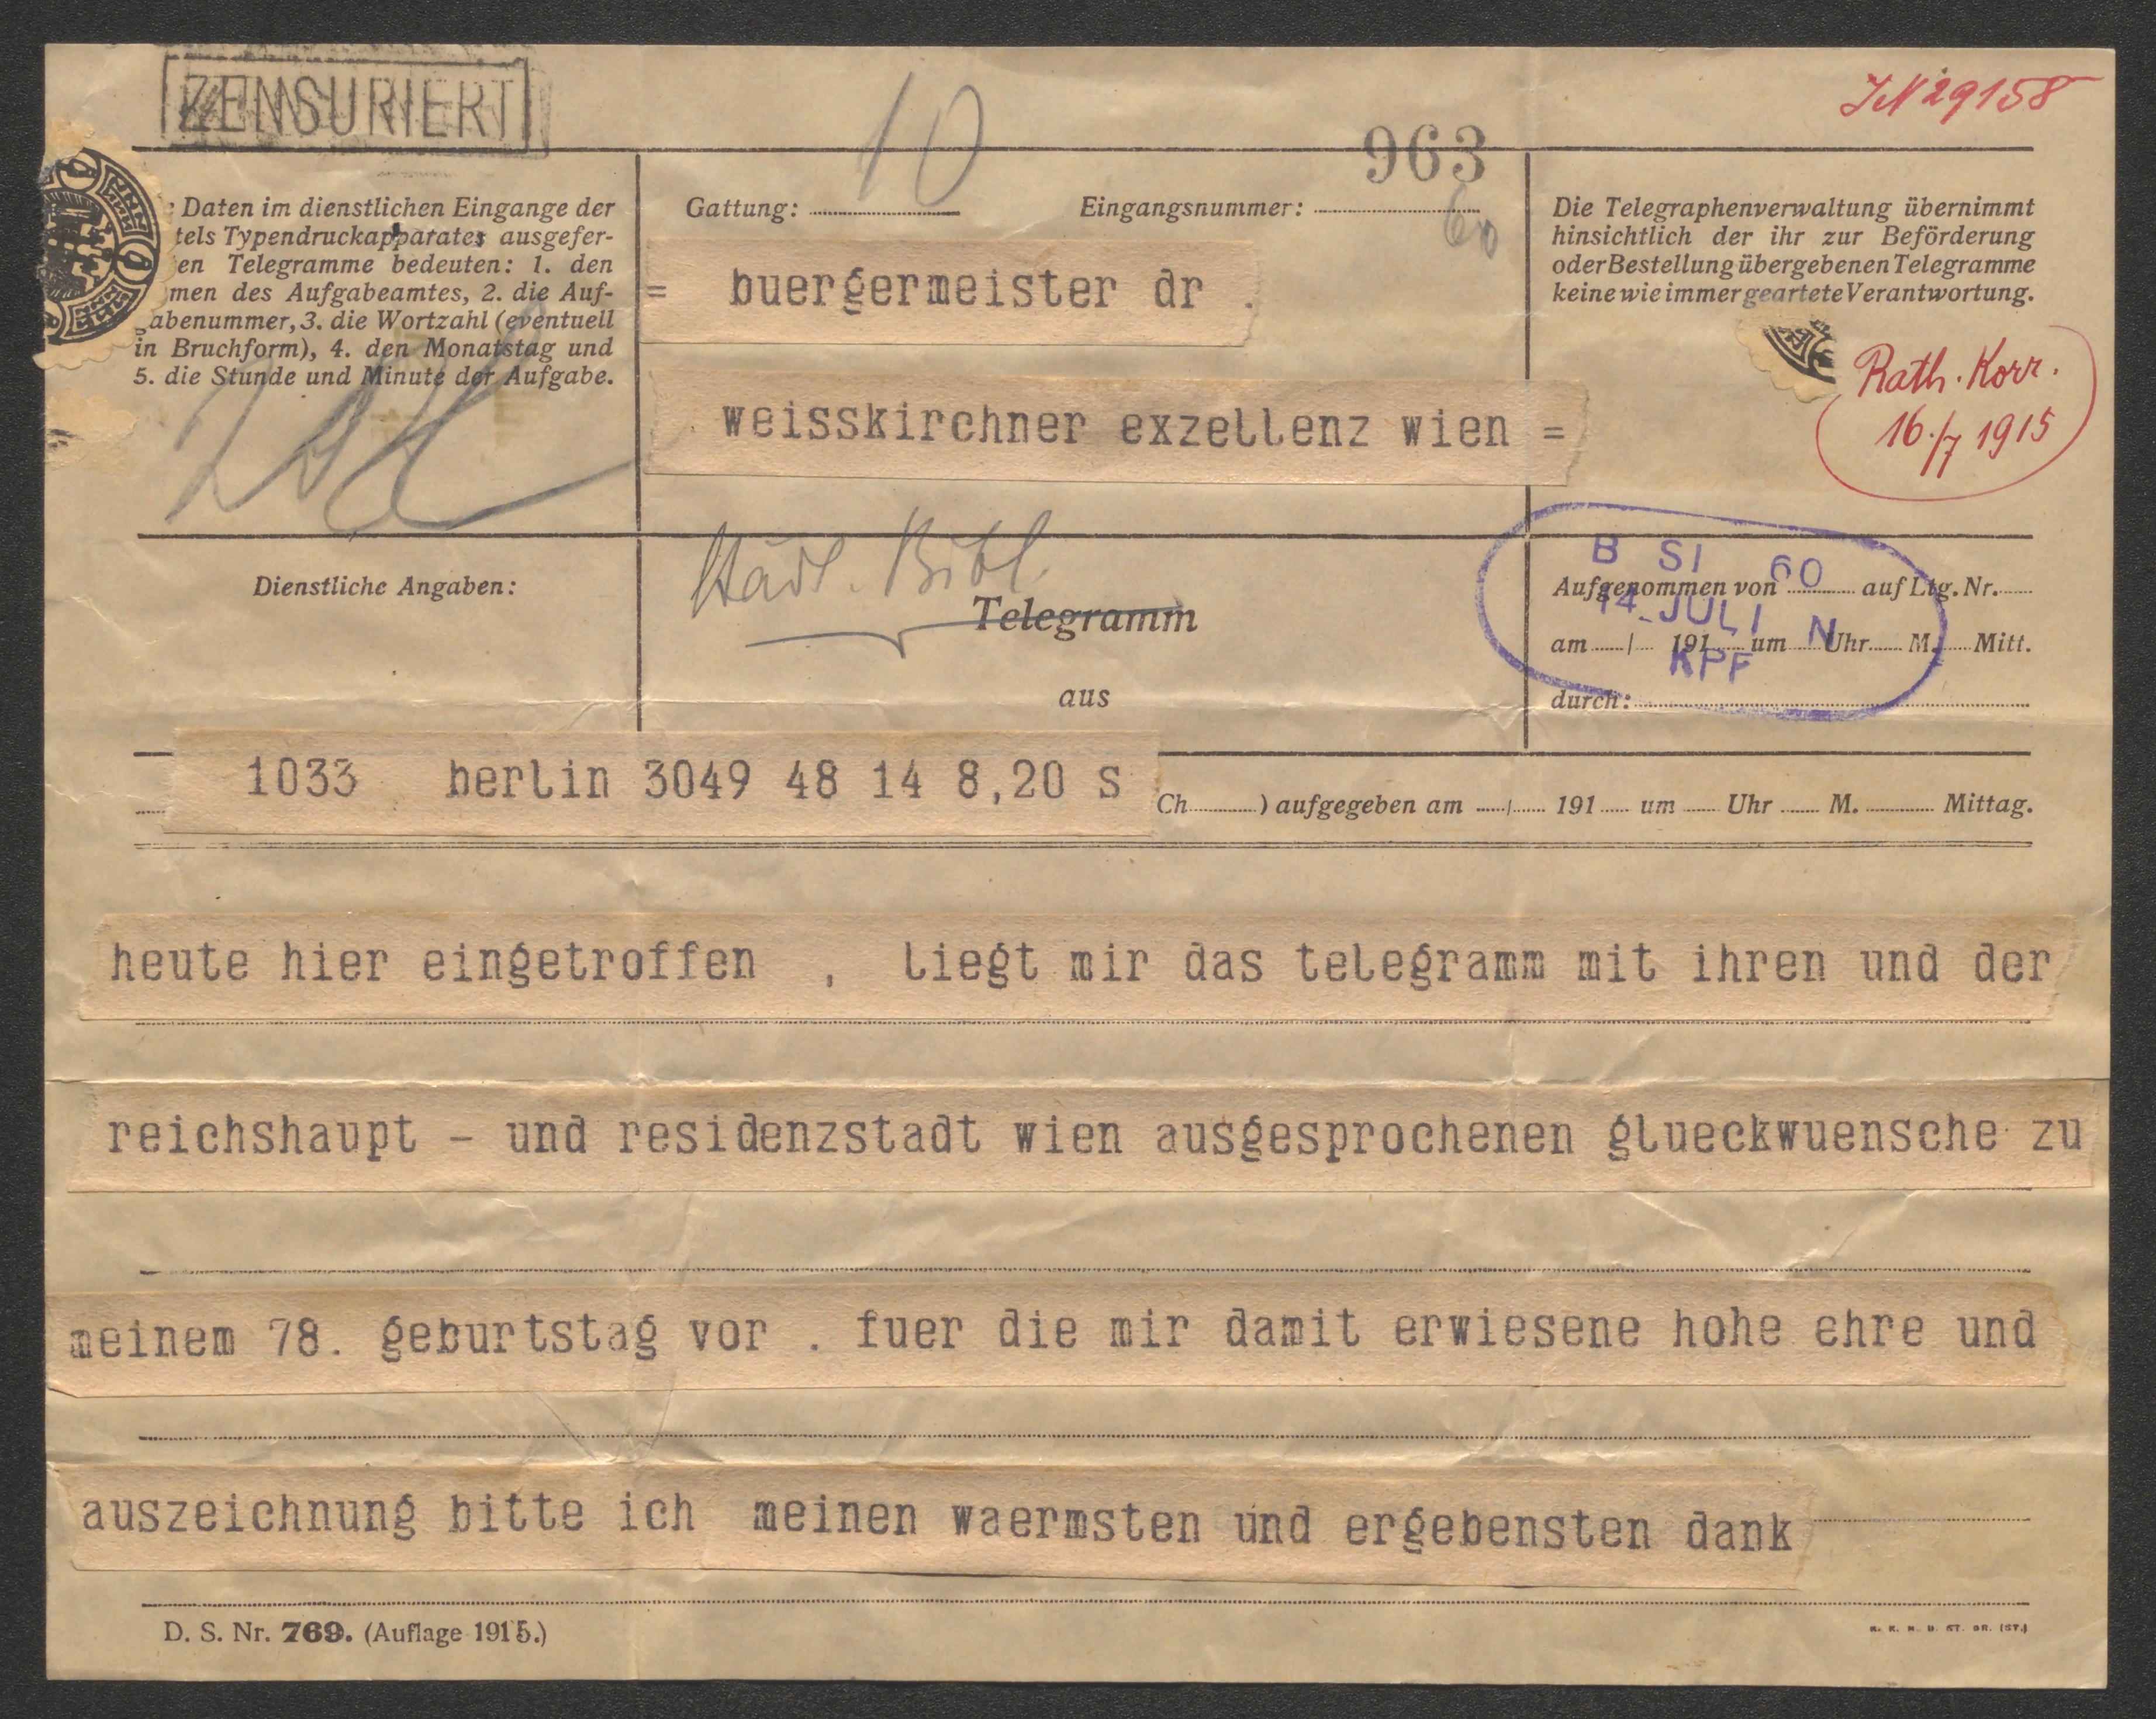 ZENSURIERT
10
963
JN 29158
Daten im dienstlichen Eingange der
tels Typendruckapparates ausgefer-
en Telegramme bedeuten: 1. den
men des Aufgabeamtes, 2. die Auf-
abenummer, 3. die Wortzahl (eventuell
in Bruchform), 4. den Monatstag und
5. die Stunde und Minute der Aufgabe.
Gattung:
Eingangsnummer:
60
= buergermeister dr .
weisskirchner exzellenz wien =
Die Telegraphenverwaltung übernimmt
hinsichtlich der ihr zur Beförderung
oder Bestellung übergebenen Telegramme
keine wie immer geartete Verantwortung.
Rath. Korr.
16./7 1915
Dienstliche Angaben:
Städt. Bibl.
Telegramm
aus
B SI 60
Aufgenommen von auf Ltg. Nr.
14. JULI N
am / 191 um Uhr M. Mitt.
KPF
durch:
1033 berlin 3049 48 14 8,20 s
Ch ) aufgegeben am / 191 um Uhr M. Mittag.
heute hier eingetroffen , liegt mir das telegramm mit ihren und der
reichshaupt - und residenzstadt wien ausgesprochenen glueckwuensche zu
meinem 78. geburtstag vor . fuer die mir damit erwiesene hohe ehre und
auszeichnung bitte ich meinen waermsten und ergebensten dank
D. S. Nr. 769. (Auflage 1915.)
K. K. H. U. ST. DR. (ST.)